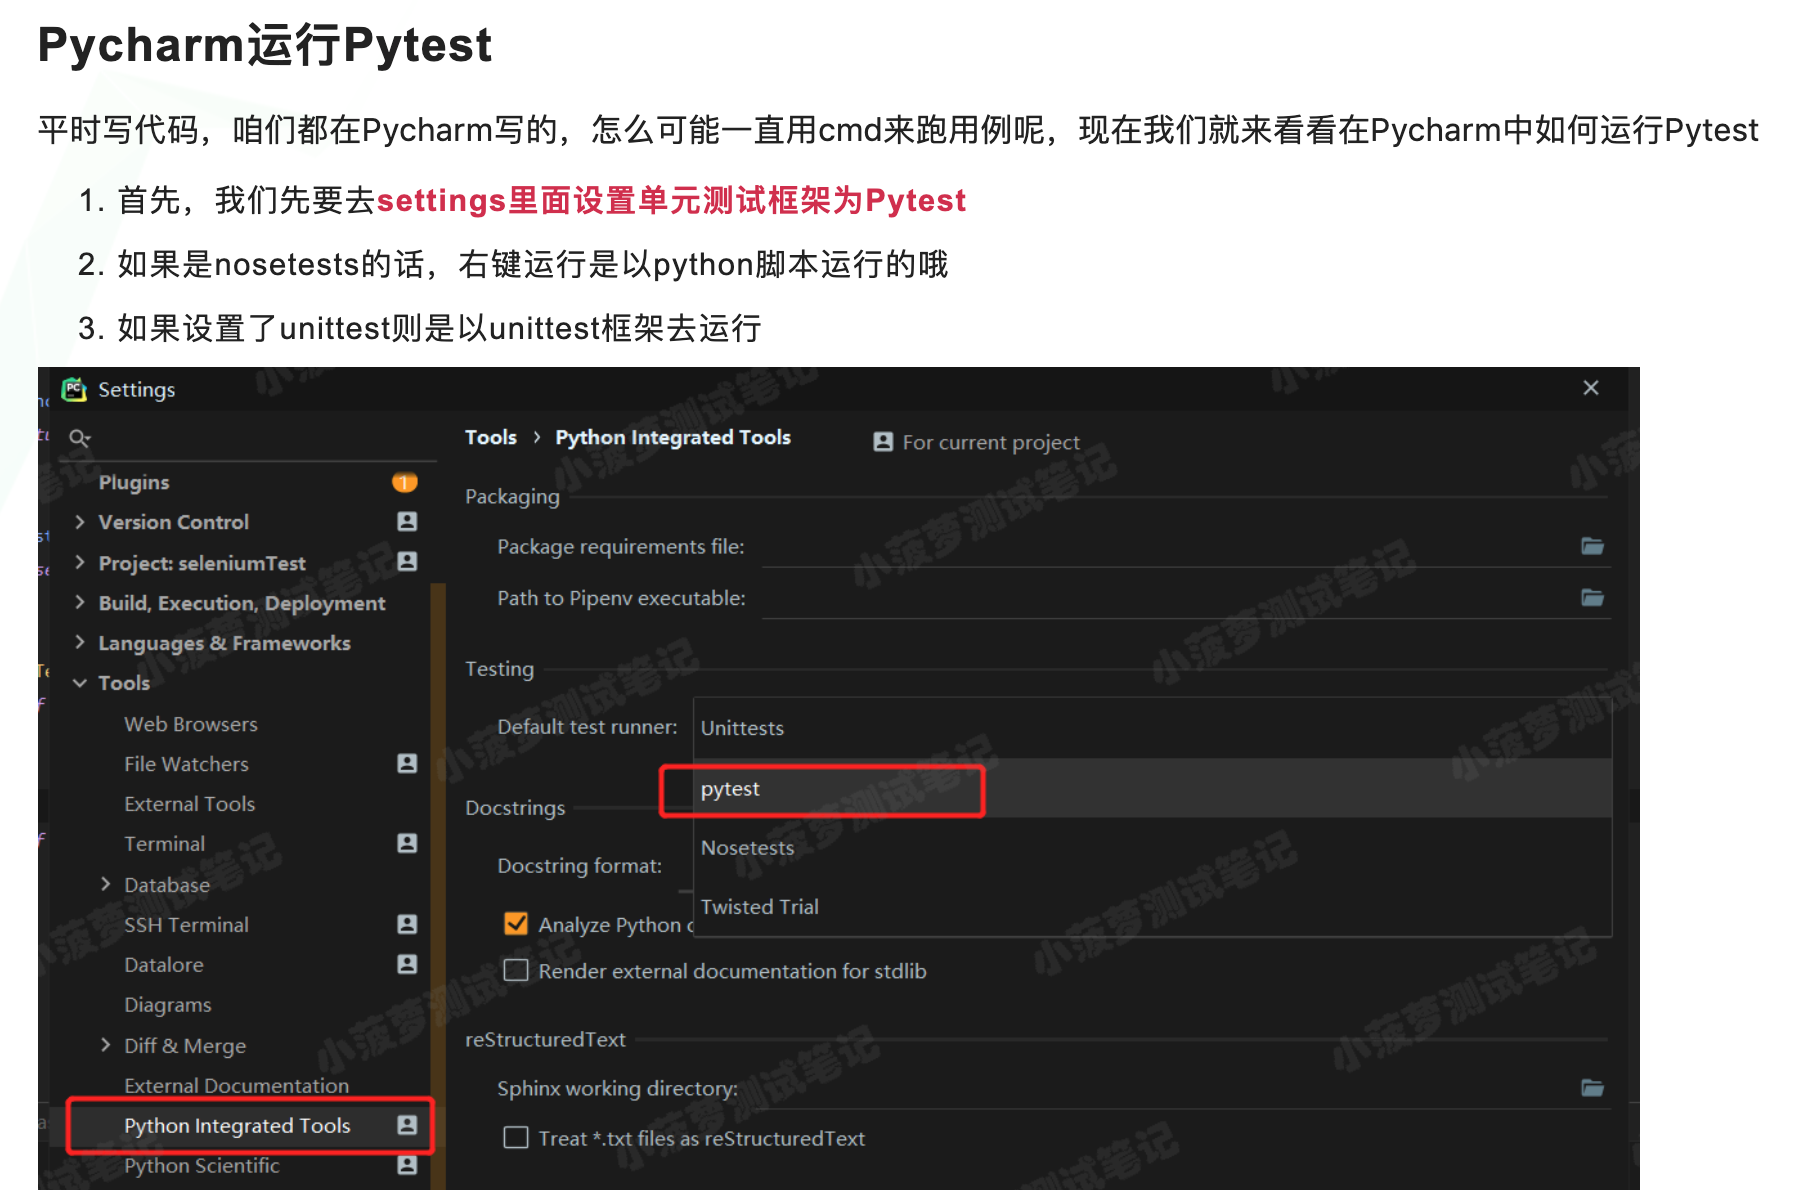 Pycharm运行Pytest
平时写代码，咱们都在Pycharm写的，怎么可能一直用cmd来跑用例呢，现在我们就来看看在Pycharm中如何运行Pytest
1. 首先，我们先要去settings里面设置单元测试框架为Pytest
2. 如果是nosetests的话，右键运行是以python脚本运行的哦
3. 如果设置了unittest则是以unittest框架去运行
Settings
Tools › Python Integrated Tools
For current project
Plugins 1
Version Control
Project: seleniumTest
Build, Execution, Deployment
Languages & Frameworks
Tools
Web Browsers
File Watchers
External Tools
Terminal
Database
SSH Terminal
Datalore
Diagrams
Diff & Merge
External Documentation
Python Integrated Tools
Python Scientific
Packaging
Package requirements file:
Path to Pipenv executable:
Testing
Default test runner:
Unittests
pytest
Nosetests
Twisted Trial
Docstrings
Docstring format:
Analyze Python
Render external documentation for stdlib
reStructuredText
Sphinx working directory:
Treat *.txt files as reStructuredText
小菠萝测试笔记